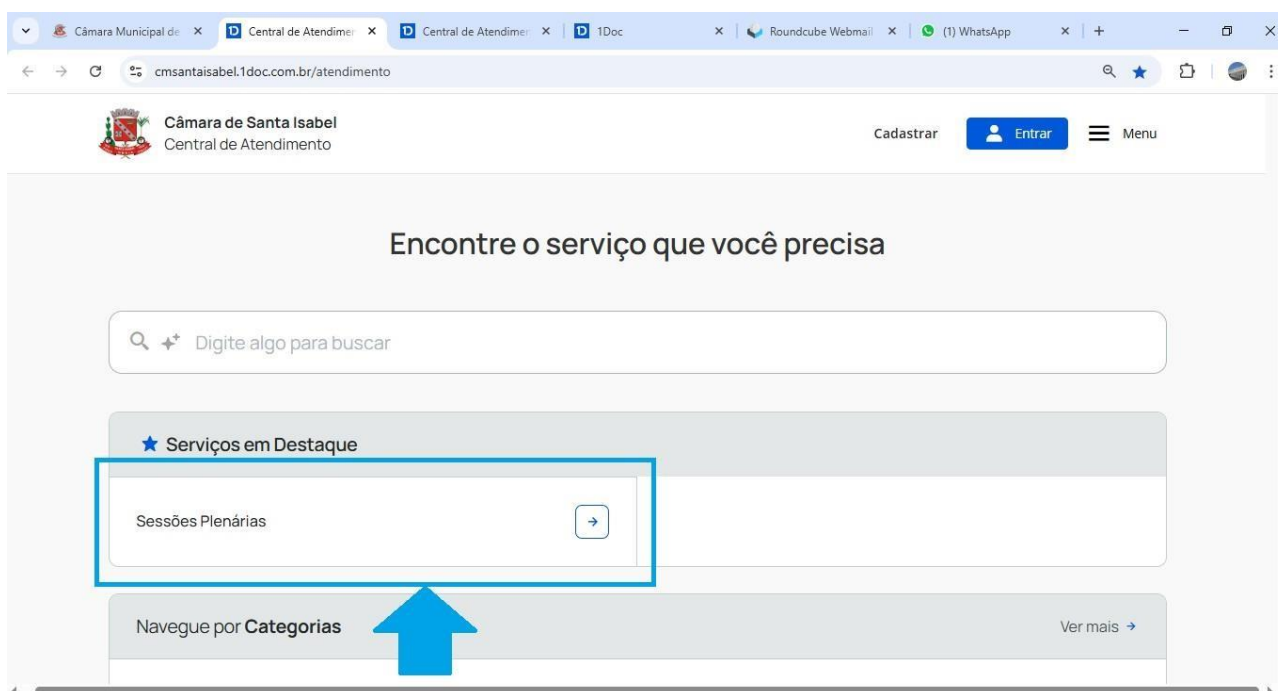 Câmara Municipal de
Central de Atendimen
Central de Atendimen
1Doc
Roundcube Webmail
(1) WhatsApp
cmsantaisabel.1doc.com.br/atendimento
Câmara de Santa Isabel
Central de Atendimento
Cadastrar
Entrar
Menu
Encontre o serviço que você precisa
Digite algo para buscar
Serviços em Destaque
Sessões Plenárias
Navegue por Categorias
Ver mais